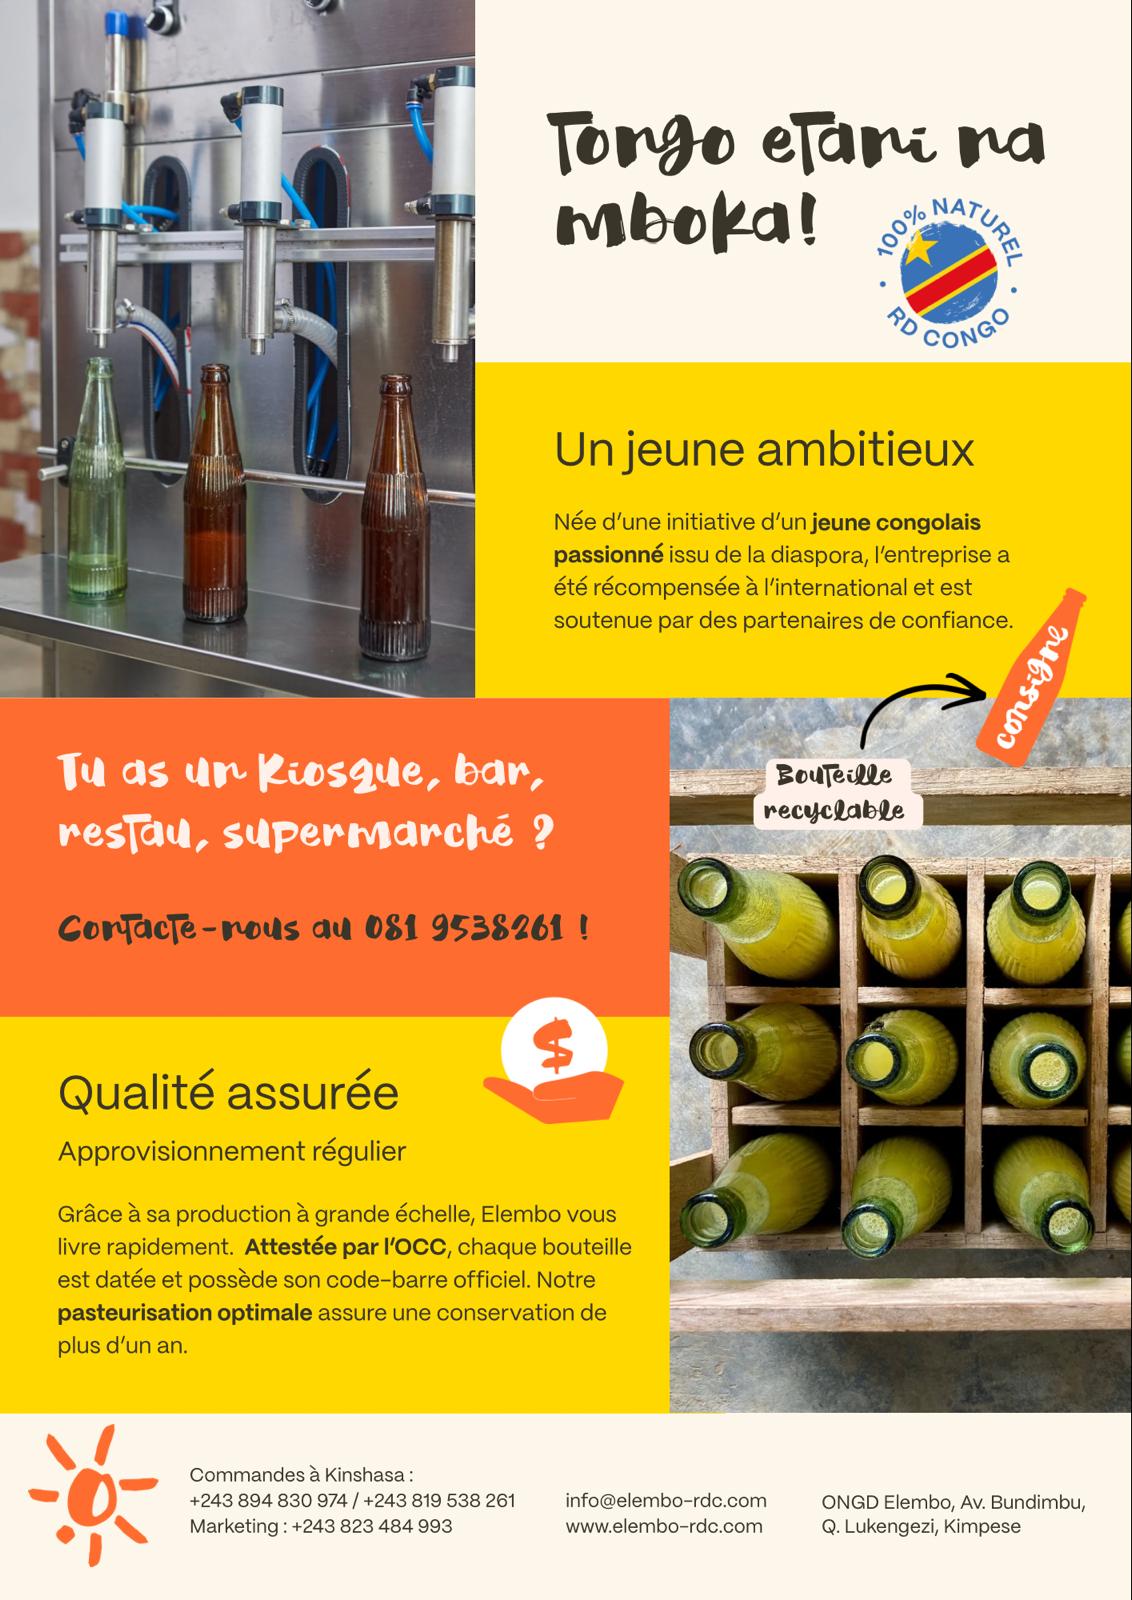 Tongo etani na
mboka!
100% NATUREL
RD CONGO
Un jeune ambitieux
Née d'une initiative d'un jeune congolais
passionné issu de la diaspora, l'entreprise a
été récompensée à l'international et est
soutenue par des partenaires de confiance.
consigne
Bouteille
recyclable
Tu as un kiosque, bar,
restau, supermarché ?
Contacte-nous au 081 9538261 !
$
Qualité assurée
Approvisionnement régulier
Grâce à sa production à grande échelle, Elembo vous
livre rapidement. Attestée par l'OCC, chaque bouteille
est datée et possède son code-barre officiel. Notre
pasteurisation optimale assure une conservation de
plus d'un an.
Commandes à Kinshasa :
+243 894 830 974 / +243 819 538 261
Marketing : +243 823 484 993
info@elembo-rdc.com
www.elembo-rdc.com
ONGD Elembo, Av. Bundimbu,
Q. Lukengezi, Kimpese